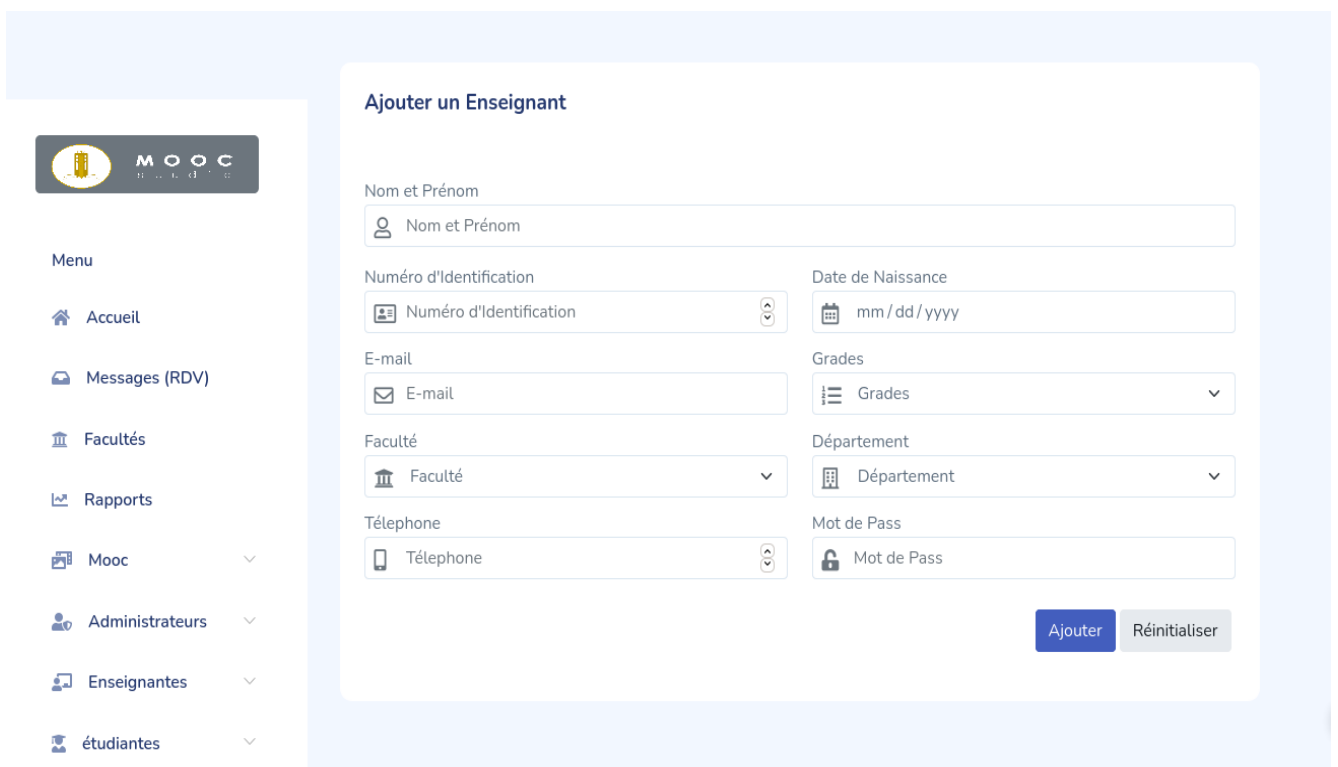 Ajouter un Enseignant
MOOC
Nom et Prénom
Nom et Prénom
Menu
Numéro d'Identification
Date de Naissance
Numéro d'Identification
mm/dd/yyyy
Accueil
E-mail
Grades
Messages (RDV)
E-mail
Grades
Facultés
Faculté
Département
Faculté
Département
Rapports
Télephone
Mot de Pass
Télephone
Mot de Pass
Mooc
Administrateurs
Ajouter
Réinitialiser
Enseignantes
étudiantes